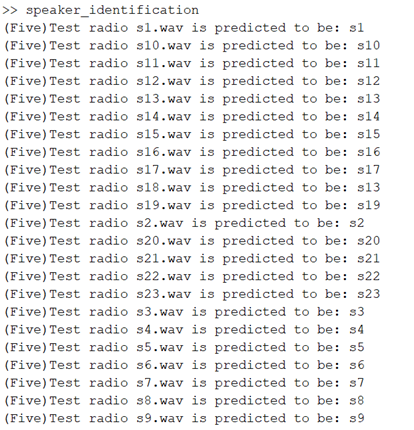 >> speaker_identification
(Five)Test radio s1.wav is predicted to be: s1
(Five)Test radio s10.wav is predicted to be: s10
(Five)Test radio s11.wav is predicted to be: s11
(Five)Test radio s12.wav is predicted to be: s12
(Five)Test radio s13.wav is predicted to be: s13
(Five)Test radio s14.wav is predicted to be: s14
(Five)Test radio s15.wav is predicted to be: s15
(Five)Test radio s16.wav is predicted to be: s16
(Five)Test radio s17.wav is predicted to be: s17
(Five)Test radio s18.wav is predicted to be: s13
(Five)Test radio s19.wav is predicted to be: s19
(Five)Test radio s2.wav is predicted to be: s2
(Five)Test radio s20.wav is predicted to be: s20
(Five)Test radio s21.wav is predicted to be: s21
(Five)Test radio s22.wav is predicted to be: s22
(Five)Test radio s23.wav is predicted to be: s23
(Five)Test radio s3.wav is predicted to be: s3
(Five)Test radio s4.wav is predicted to be: s4
(Five)Test radio s5.wav is predicted to be: s5
(Five)Test radio s6.wav is predicted to be: s6
(Five)Test radio s7.wav is predicted to be: s7
(Five)Test radio s8.wav is predicted to be: s8
(Five)Test radio s9.wav is predicted to be: s9